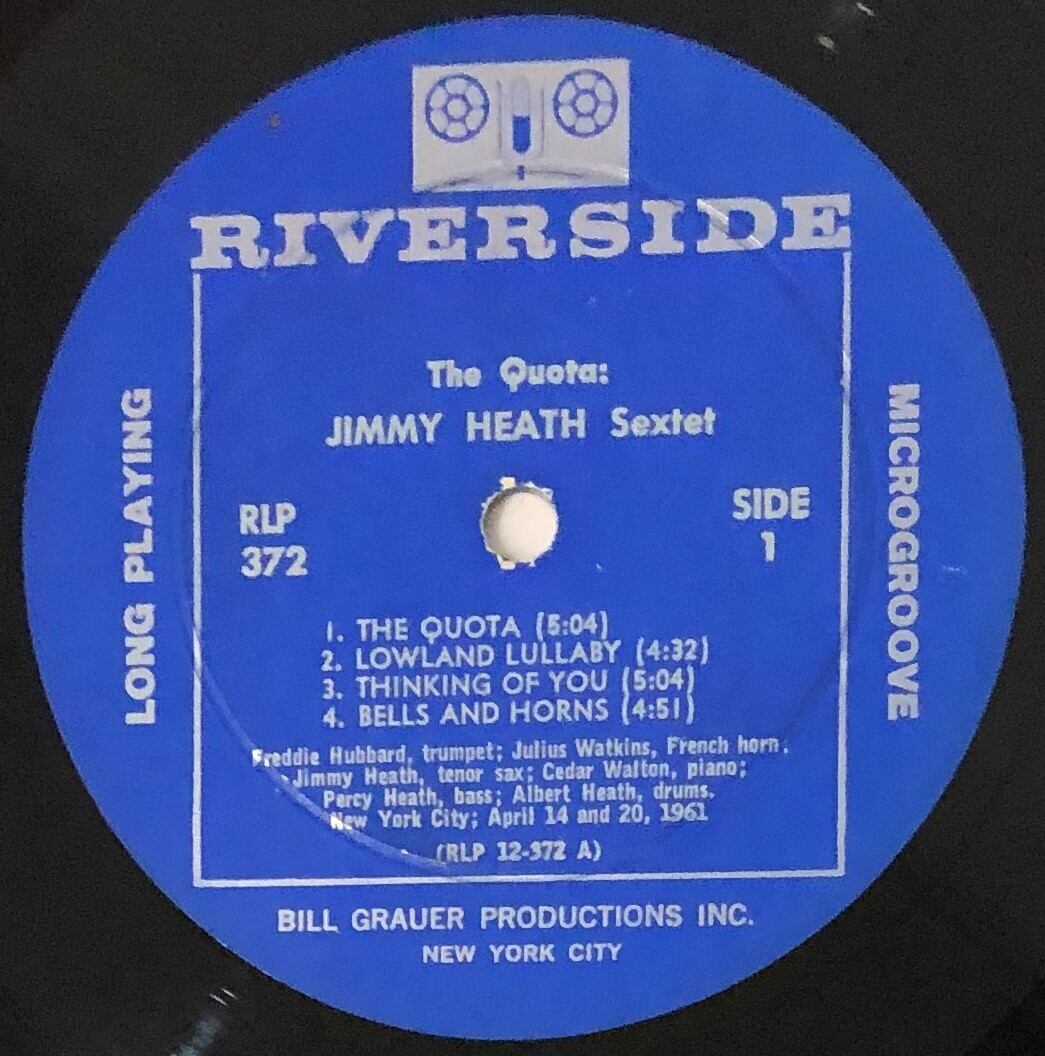 RIVERSIDE
The Quota:
JIMMY HEATH Sextet
LONG PLAYING
MICROGROOVE
RLP
372
SIDE
1
1. THE QUOTA (5:04)
2. LOWLAND LULLABY (4:32)
3. THINKING OF YOU (5:04)
4. BELLS AND HORNS (4:51)
Freddie Hubbard, trumpet; Julius Watkins, French horn;
Jimmy Heath, tenor sax; Cedar Walton, piano;
Percy Heath, bass; Albert Heath, drums.
New York City; April 14 and 20, 1961
(RLP 12-372 A)
BILL GRAUER PRODUCTIONS INC.
NEW YORK CITY